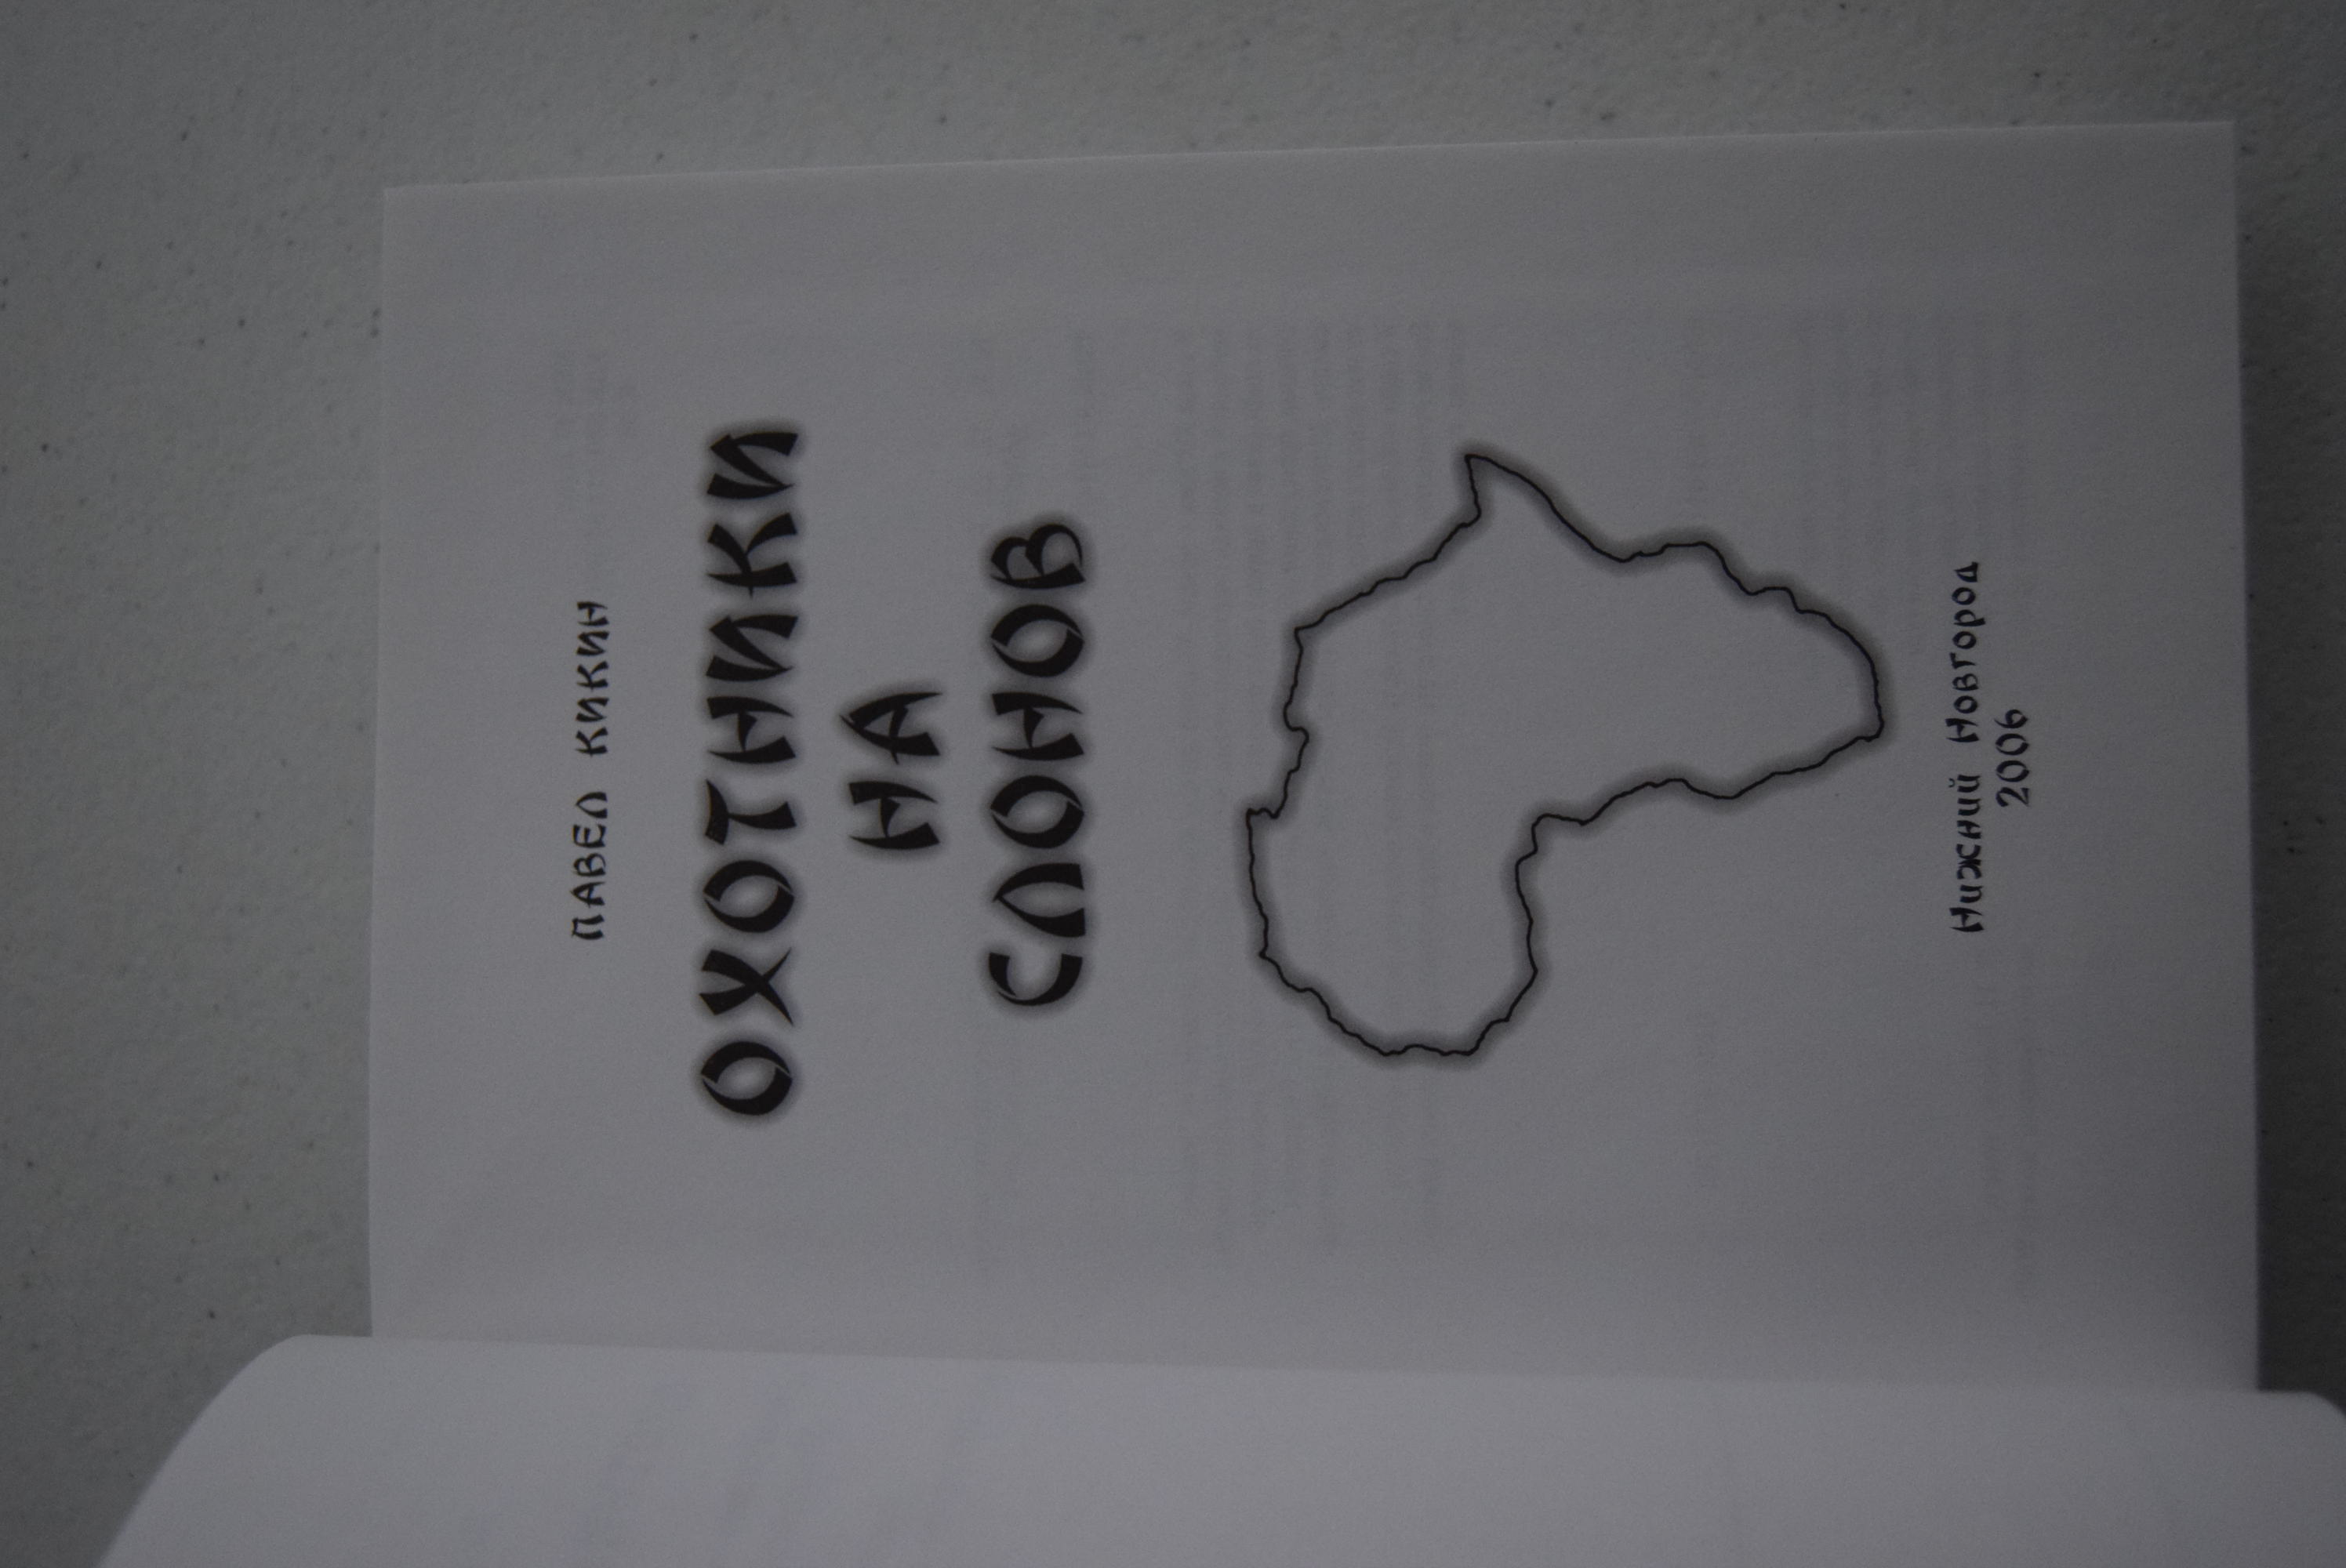 ПАВЕЛ КИКИН
ОХОТНИКИ
НА
СЛОНОВ
Нижний Новгород
2006